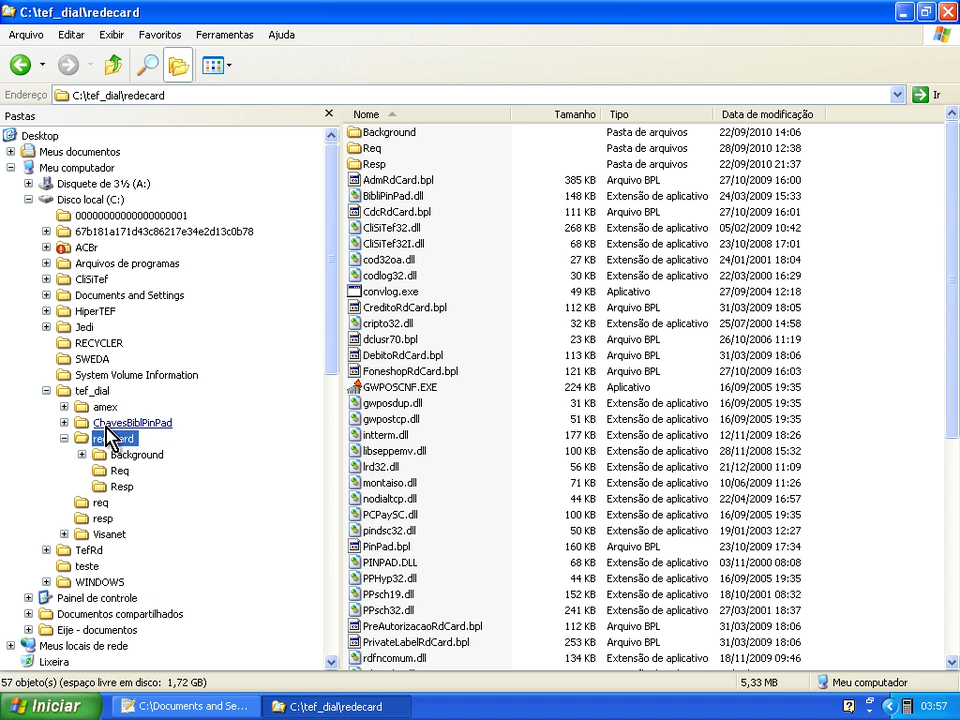 C:\tef_dial\redecard
Arquivo Editar Exibir Favoritos Ferramentas Ajuda
Endereço C:\tef_dial\redecard Ir
Pastas
Desktop
Meus documentos
Meu computador
Disquete de 3½ (A:)
Disco local (C:)
00000000000000000001
67b181a171d43c86217e34e2d13c0b78
ACBr
Arquivos de programas
CliSiTef
Documents and Settings
HiperTEF
Jedi
RECYCLER
SWEDA
System Volume Information
tef_dial
amex
ChavesBiblPinPad
redecard
Background
Req
Resp
req
resp
Visanet
TefRd
teste
WINDOWS
Painel de controle
Documentos compartilhados
Eije - documentos
Meus locais de rede
Lixeira
Nome Tamanho Tipo Data de modificação
Background Pasta de arquivos 22/09/2010 14:06
Req Pasta de arquivos 28/09/2010 12:38
Resp Pasta de arquivos 22/09/2010 21:37
AdmRdCard.bpl 385 KB Arquivo BPL 27/10/2009 16:00
BibliPinPad.dll 148 KB Extensão de aplicativo 24/03/2009 15:33
CdcRdCard.bpl 111 KB Arquivo BPL 27/10/2009 16:01
CliSiTef32.dll 268 KB Extensão de aplicativo 05/02/2009 10:42
CliSiTef32I.dll 68 KB Extensão de aplicativo 23/10/2008 17:01
cod32oa.dll 27 KB Extensão de aplicativo 24/01/2001 18:04
codlog32.dll 30 KB Extensão de aplicativo 22/03/2000 16:29
convlog.exe 49 KB Aplicativo 27/09/2004 12:18
CreditoRdCard.bpl 112 KB Arquivo BPL 31/03/2009 18:05
cripto32.dll 32 KB Extensão de aplicativo 25/07/2000 14:58
dclusr70.bpl 23 KB Arquivo BPL 26/10/2006 11:19
DebitoRdCard.bpl 113 KB Arquivo BPL 31/03/2009 18:06
FoneshopRdCard.bpl 121 KB Arquivo BPL 27/10/2009 16:03
GWPOSCNF.EXE 224 KB Aplicativo 16/09/2005 19:35
gwposdup.dll 31 KB Extensão de aplicativo 16/09/2005 19:35
gwpostcp.dll 31 KB Extensão de aplicativo 16/09/2005 19:35
intterm.dll 177 KB Extensão de aplicativo 12/11/2009 18:26
libseppemv.dll 100 KB Extensão de aplicativo 28/11/2008 15:32
lrd32.dll 56 KB Extensão de aplicativo 21/12/2000 11:09
montaiso.dll 71 KB Extensão de aplicativo 10/06/2009 11:26
nodialtcp.dll 44 KB Extensão de aplicativo 22/04/2009 16:57
PCPaySC.dll 100 KB Extensão de aplicativo 16/09/2005 19:35
pindsc32.dll 50 KB Extensão de aplicativo 19/01/2003 12:27
PinPad.bpl 160 KB Arquivo BPL 23/10/2009 17:34
PINPAD.DLL 62 KB Extensão de aplicativo 03/11/2000 08:08
PPHyp32.dll 44 KB Extensão de aplicativo 16/09/2005 19:35
PPsch19.dll 152 KB Extensão de aplicativo 18/10/2001 08:32
PPsch32.dll 241 KB Extensão de aplicativo 27/03/2001 18:37
PreAutorizacaoRdCard.bpl 112 KB Arquivo BPL 31/03/2009 18:06
PrivateLabelRdCard.bpl 253 KB Arquivo BPL 31/03/2009 18:06
rdfncomum.dll 134 KB Extensão de aplicativo 18/11/2009 09:46
57 objeto(s) (espaço livre em disco: 1,72 GB) 5,33 MB Meu computador
Iniciar C:\Documents and Se... C:\tef_dial\redecard 03:57